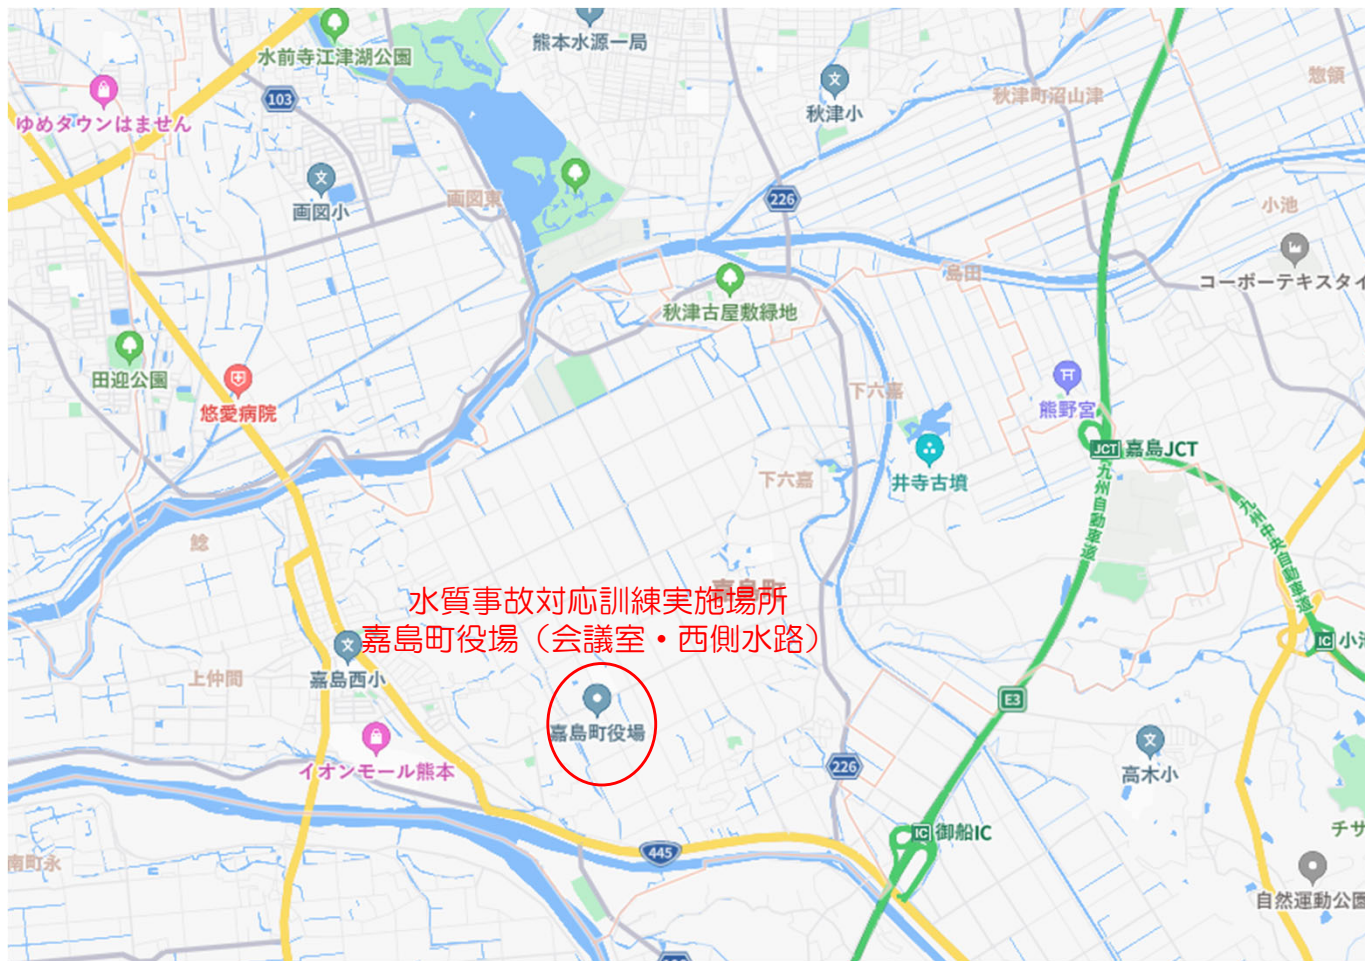 水前寺江津湖公園
熊本水源一局
惣領
ゆめタウンはません
103
秋津小
秋津町沼山津
画図小
画図東
226
小池
コーポーテキスタイ
島田
秋津古屋敷緑地
田迎公園
悠愛病院
下六嘉
熊野宮
JCT 嘉島JCT
井寺古墳
下六嘉
九州自動車道
九州中央自動車道
鯰
嘉島町
水質事故対応訓練実施場所
嘉島町役場（会議室・西側水路）
IC 小池
上仲間
嘉島西小
E3
嘉島町役場
イオンモール熊本
226
高木小
IC 御船IC
445
チサ
南町永
自然運動公園